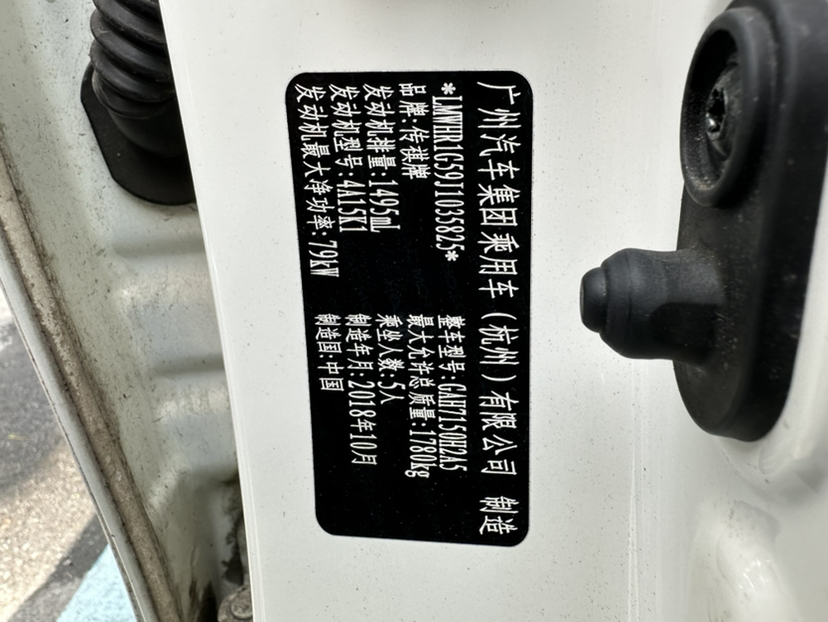 广州汽车集团乘用车（杭州）有限公司 制造
*LMWHR1G59J1035825* 整车型号:GAH7150H2A5
品牌:传祺牌 最大允许总质量:1780kg
发动机排量:1495mL 乘坐人数:5人
发动机型号:4A15K1 制造年月:2018年10月
发动机最大净功率:79kW 制造国:中国